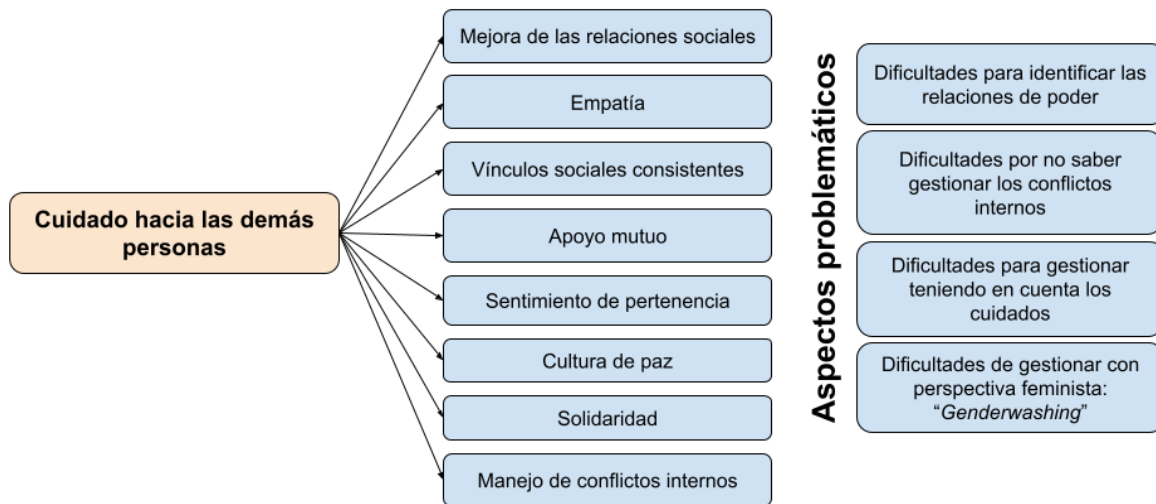 Cuidado hacia las demás
personas
Mejora de las relaciones sociales
Empatía
Vínculos sociales consistentes
Apoyo mutuo
Sentimiento de pertenencia
Cultura de paz
Solidaridad
Manejo de conflictos internos
Aspectos problemáticos
Dificultades para identificar las
relaciones de poder
Dificultades por no saber
gestionar los conflictos
internos
Dificultades para gestionar
teniendo en cuenta los
cuidados
Dificultades de gestionar con
perspectiva feminista:
“Genderwashing”